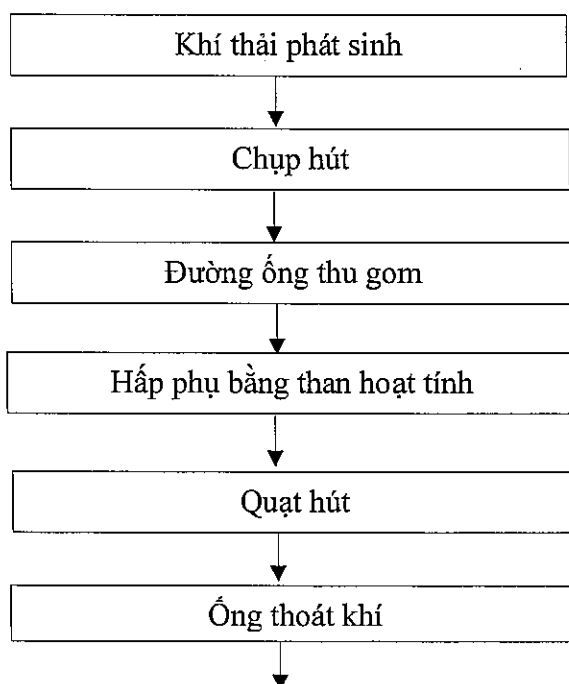 Khí thải phát sinh
Chụp hút
Đường ống thu gom
Hấp phụ bằng than hoạt tính
Quạt hút
Ống thoát khí